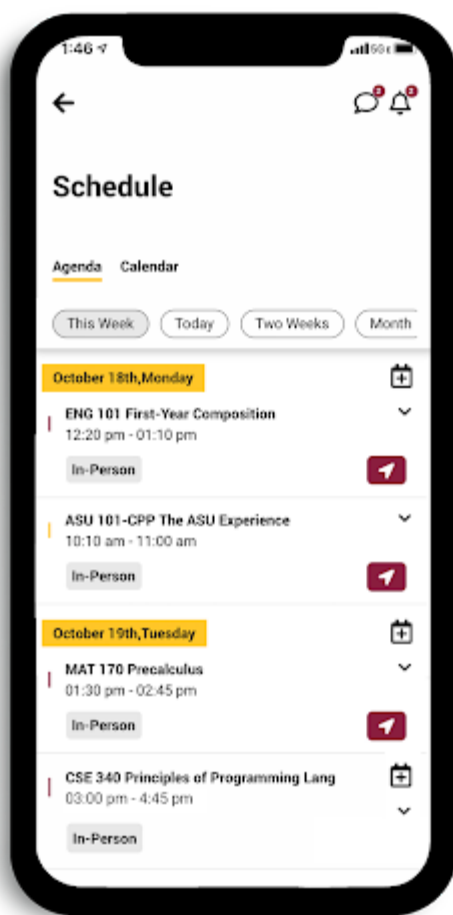 1:46
5G
2 2
Schedule
Agenda Calendar
This Week Today Two Weeks Month
October 18th,Monday
ENG 101 First-Year Composition
12:20 pm - 01:10 pm
In-Person
ASU 101-CPP The ASU Experience
10:10 am - 11:00 am
In-Person
October 19th,Tuesday
MAT 170 Precalculus
01:30 pm - 02:45 pm
In-Person
CSE 340 Principles of Programming Lang
03:00 pm - 4:45 pm
In-Person